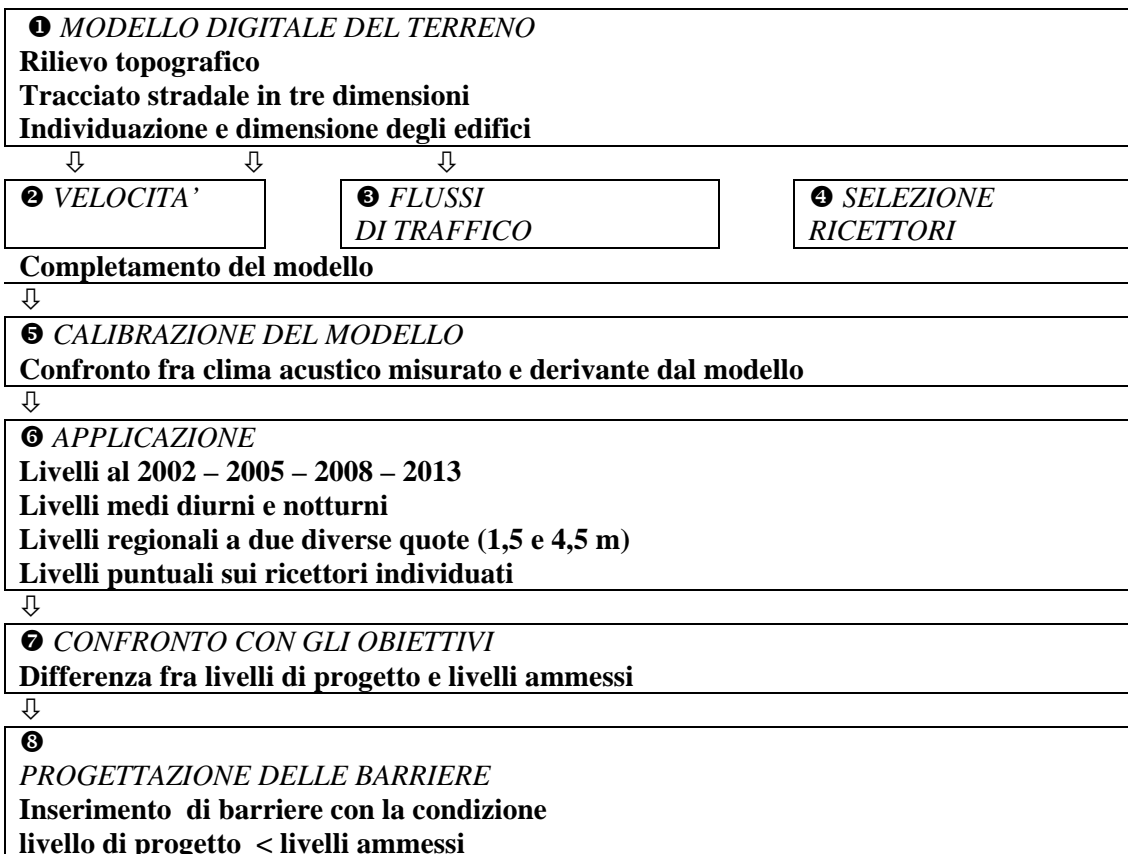 ❶ MODELLO DIGITALE DEL TERRENO
Rilievo topografico
Tracciato stradale in tre dimensioni
Individuazione e dimensione degli edifici
⇩ ⇩ ⇩
❷ VELOCITA’
❸ FLUSSI
DI TRAFFICO
❹ SELEZIONE
RICETTORI
Completamento del modello
⇩
❺ CALIBRAZIONE DEL MODELLO
Confronto fra clima acustico misurato e derivante dal modello
⇩
❻ APPLICAZIONE
Livelli al 2002 – 2005 – 2008 – 2013
Livelli medi diurni e notturni
Livelli regionali a due diverse quote (1,5 e 4,5 m)
Livelli puntuali sui ricettori individuati
⇩
❼ CONFRONTO CON GLI OBIETTIVI
Differenza fra livelli di progetto e livelli ammessi
⇩
❽
PROGETTAZIONE DELLE BARRIERE
Inserimento di barriere con la condizione
livello di progetto < livelli ammessi